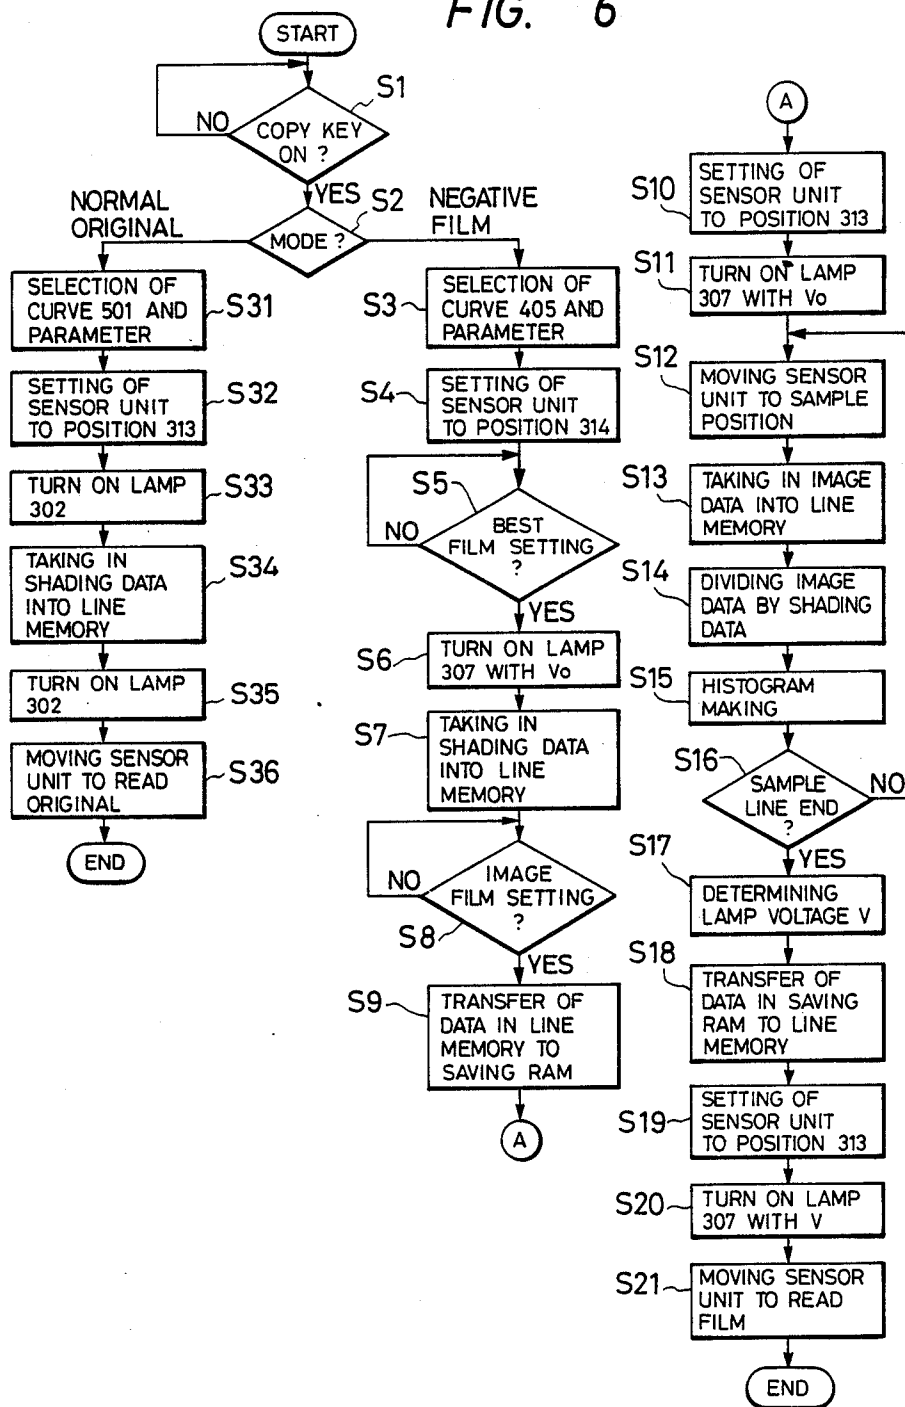 FIG. 6
START
S1
COPY KEY
ON ?
NO
YES
S2
MODE ?
NORMAL
ORIGINAL
NEGATIVE
FILM
SELECTION OF
CURVE 501 AND
PARAMETER
S31
SETTING OF
SENSOR UNIT
TO POSITION 313
S32
TURN ON LAMP
302
S33
TAKING IN
SHADING DATA
INTO LINE
MEMORY
S34
TURN ON LAMP
302
S35
MOVING SENSOR
UNIT TO READ
ORIGINAL
S36
END
S3
SELECTION OF
CURVE 405 AND
PARAMETER
S4
SETTING OF
SENSOR UNIT
TO POSITION 314
S5
BEST
FILM SETTING
?
NO
YES
S6
TURN ON LAMP
307 WITH Vo
S7
TAKING IN
SHADING DATA
INTO LINE
MEMORY
IMAGE
FILM SETTING
?
NO
S8
YES
S9
TRANSFER OF
DATA IN LINE
MEMORY TO
SAVING RAM
A
A
S10
SETTING OF
SENSOR UNIT
TO POSITION 313
S11
TURN ON LAMP
307 WITH Vo
S12
MOVING SENSOR
UNIT TO SAMPLE
POSITION
S13
TAKING IN IMAGE
DATA INTO LINE
MEMORY
S14
DIVIDING IMAGE
DATA BY SHADING
DATA
S15
HISTOGRAM
MAKING
S16
SAMPLE
LINE END
?
NO
YES
S17
DETERMINING
LAMP VOLTAGE V
S18
TRANSFER OF
DATA IN SAVING
RAM TO LINE
MEMORY
S19
SETTING OF
SENSOR UNIT
TO POSITION 313
S20
TURN ON LAMP
307 WITH V
S21
MOVING SENSOR
UNIT TO READ
FILM
END